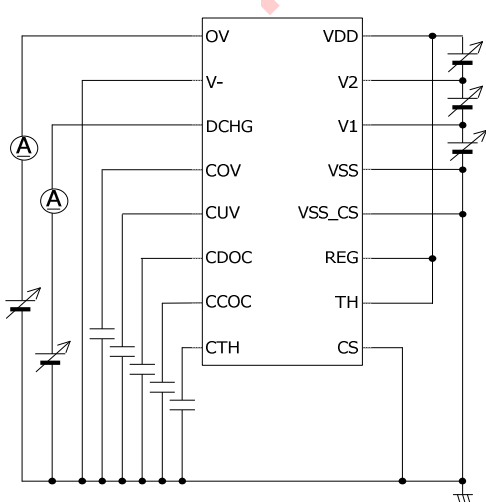 OV VDD
V- V2
DCHG V1
A
COV VSS
A
CUV VSS_CS
CDOC REG
CCOC TH
CTH CS